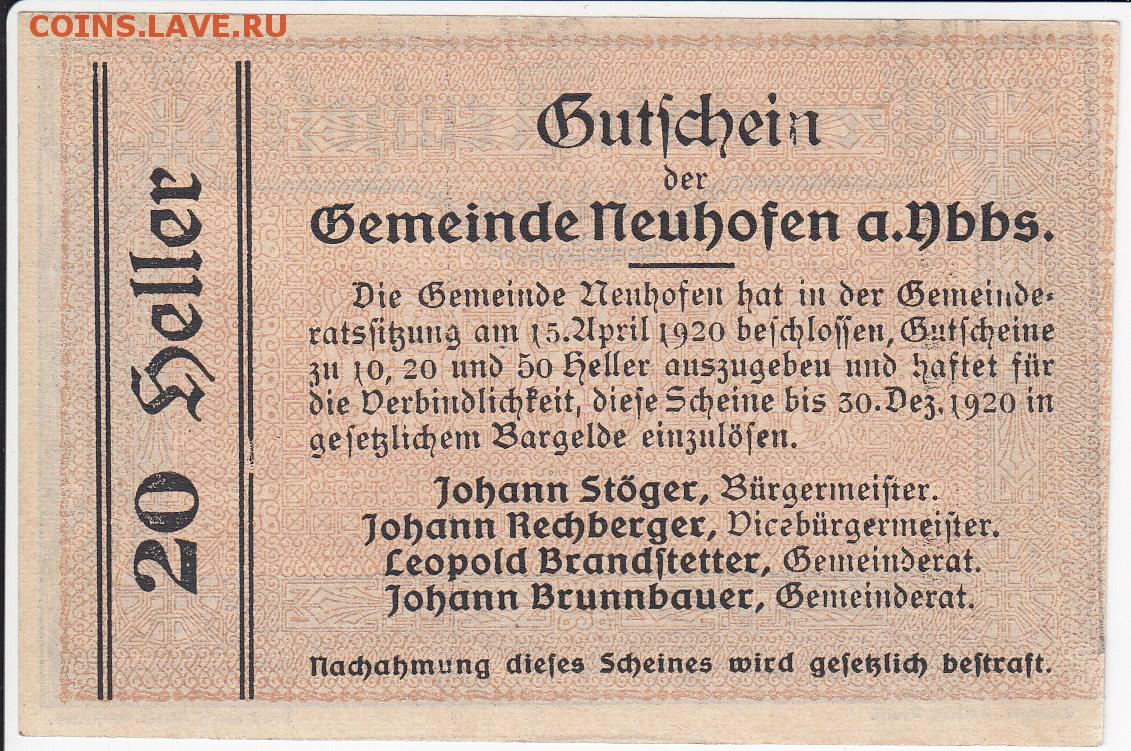 COINS.LAVE.RU
20 Heller
Gutschein
der
Gemeinde Neuhofen a. Ybbs.
Die Gemeinde Neuhofen hat in der Gemeinde-
ratssitzung am 15. April 1920 beschlossen, Gutscheine
zu 10, 20 und 50 Heller auszugeben und haftet für
die Verbindlichkeit, diese Scheine bis 30. Dez. 1920 in
gesetzlichem Bargelde einzulösen.
Johann Stöger, Bürgermeister.
Johann Rechberger, Vicebürgermeister.
Leopold Brandstetter, Gemeinderat.
Johann Brunnbauer, Gemeinderat.
Nachahmung dieses Scheines wird gesetzlich bestraft.